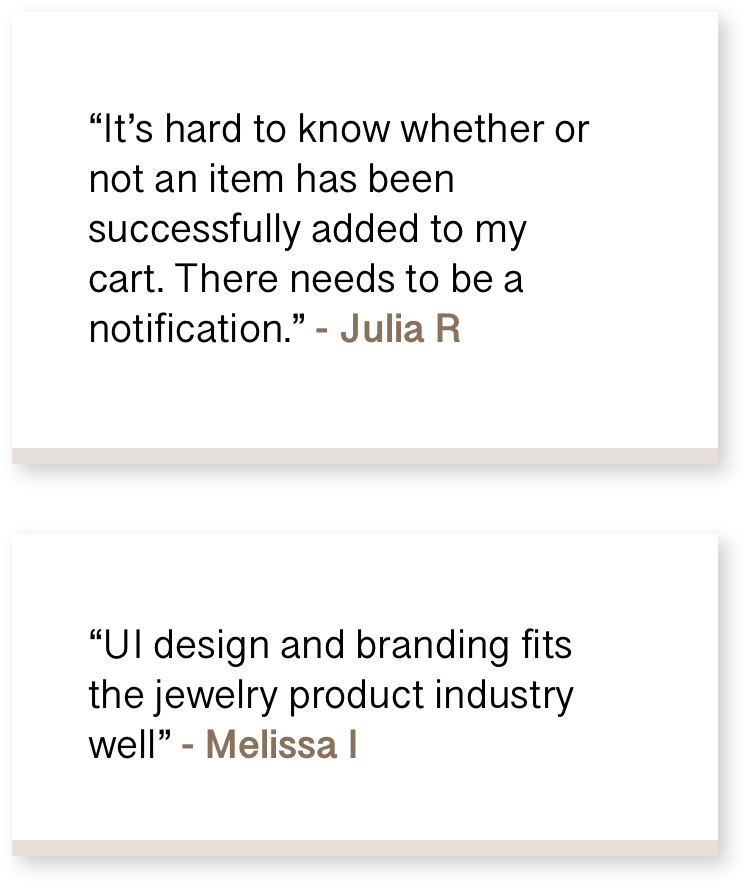 “It’s hard to know whether or
not an item has been
successfully added to my
cart. There needs to be a
notification.” - Julia R
“UI design and branding fits
the jewelry product industry
well” - Melissa I